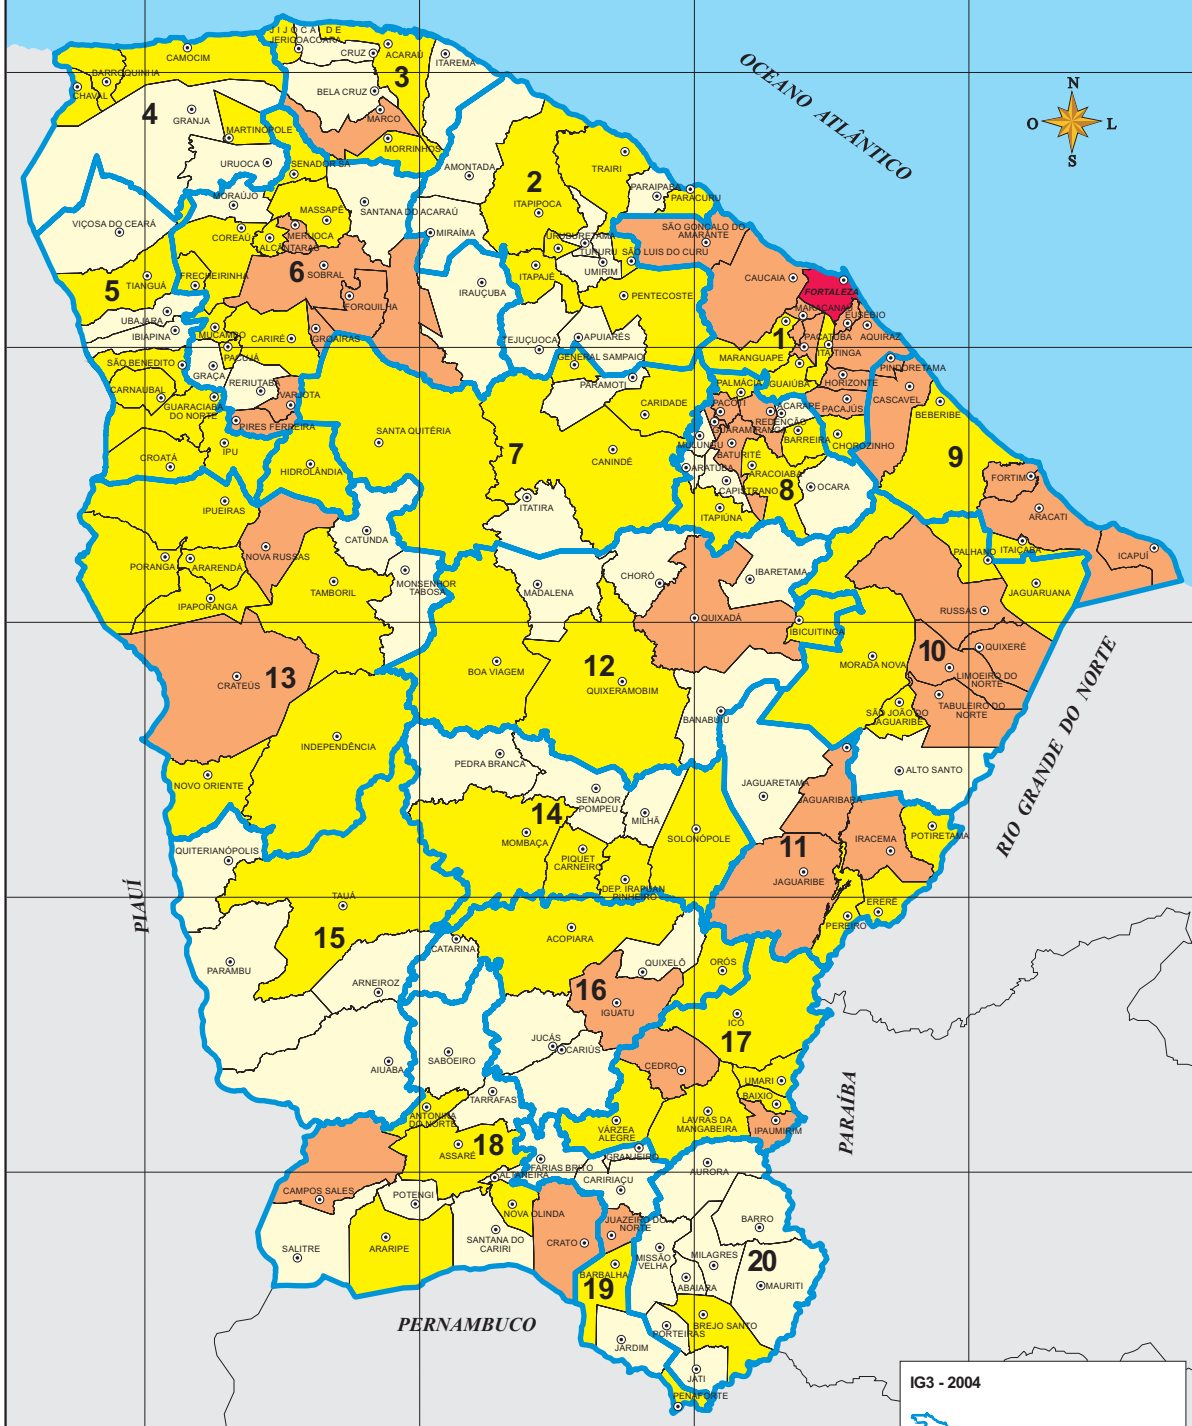 J I J O C A DE
JERICOACOARA
CRUZ
ACARAÚ
ITAREMA
CAMOCIM
BARROQUINHA
CHAVAL
3
BELA CRUZ
OCEANO ATLÂNTICO
N
O
L
S
4
GRANJA
MARCO
MARTINÓPOLE
MORRINHOS
URUOCA
SENADOR SÁ
AMONTADA
TRAIRI
2
ITAPIPOCA
PARAIPABA
PARACURU
MORAÚJO
MASSAPÊ
SANTANA DO ACARAÚ
VIÇOSA DO CEARÁ
COREAÚ
MERUOCA
ALCÂNTARAS
MIRAÍMA
URUBURETAMA
TURURU
SÃO LUIS DO CURU
SÃO GONÇALO DO
AMARANTE
UMIRIM
ITAPAJÉ
6
SOBRAL
CAUCAIA
5
TIANGUÁ
FRECHEIRINHA
IRAUÇUBA
PENTECOSTE
FORTALEZA
FORQUILHA
MARACANAÚ
EUSÉBIO
UBAJARA
IBIAPINA
MUCAMBO
CARIRÉ
GROAÍRAS
PACUJÁ
APUIARÉS
TEJUÇUOCA
GENERAL SAMPAIO
1
PACATUBA
AQUIRAZ
ITAITINGA
MARANGUAPE
PINDORETAMA
SÃO BENEDITO
GRAÇA
RERIUTABA
PARAMOTI
GUAIÚBA
HORIZONTE
PALMÁCIA
CARNAUBAL
GUARACIABA
DO NORTE
VARJOTA
CARIDADE
PACOTI
ACARAPE
PACAJÚS
CASCAVEL
BEBERIBE
PIRES FERREIRA
REDENÇÃO
GUARAMIRANGA
BARREIRA
CHOROZINHO
SANTA QUITÉRIA
MULUNGU
BATURITÉ
IPU
7
CANINDÉ
CROATÁ
HIDROLÂNDIA
ARATUBA
ARACOIABA
9
CAPISTRANO
8
OCARA
FORTIM
IPUEIRAS
ITATIRA
ITAPIÚNA
ARACATI
CATUNDA
NOVA RUSSAS
PORANGA
ARARENDÁ
PALHANO
ITAIÇABA
ICAPUÍ
MONSENHOR
TABOSA
TAMBORIL
MADALENA
CHORÓ
IBARETAMA
JAGUARUANA
IPAPORANGA
QUIXADÁ
IBICUITINGA
RUSSAS
CRATEÚS
13
BOA VIAGEM
12
QUIXERAMOBIM
MORADA NOVA
10
QUIXERÉ
LIMOEIRO DO
NORTE
TABULEIRO DO
NORTE
BANABUIÚ
SÃO JOÃO DO
JAGUARIBE
INDEPENDÊNCIA
RIO GRANDE DO NORTE
PEDRA BRANCA
NOVO ORIENTE
JAGUARETAMA
ALTO SANTO
SENADOR
POMPEU
JAGUARIBARA
14
MILHÃ
MOMBAÇA
SOLONÓPOLE
POTIRETAMA
IRACEMA
QUITERIANÓPOLIS
PIQUET
CARNEIRO
11
JAGUARIBE
DEP. IRAPUAN
PINHEIRO
PIAUÍ
TAUÁ
ERERÊ
PEREIRO
15
ACOPIARA
CATARINA
PARAMBU
QUIXELÔ
ORÓS
ARNEIROZ
16
IGUATU
ICÓ
17
JUCÁS
CARIÚS
SABOEIRO
AIUABA
CEDRO
UMARI
TARRAFAS
BAIXIO
ANTONINA
DO NORTE
LAVRAS DA
MANGABEIRA
VÁRZEA
ALEGRE
IPAUMIRIM
PARAÍBA
18
ASSARÉ
GRANJEIRO
FARIAS BRITO
ALTANEIRA
AURORA
CARIRIAÇU
CAMPOS SALES
POTENGI
NOVA OLINDA
JUAZEIRO DO
NORTE
BARRO
SANTANA DO
CARIRI
CRATO
SALITRE
ARARIPE
MISSÃO
VELHA
MILAGRES
20
BARBALHA
19
ABAIARA
MAURITI
PERNAMBUCO
BREJO SANTO
PORTEIRAS
JARDIM
JATI
PENAFORTE
IG3 - 2004